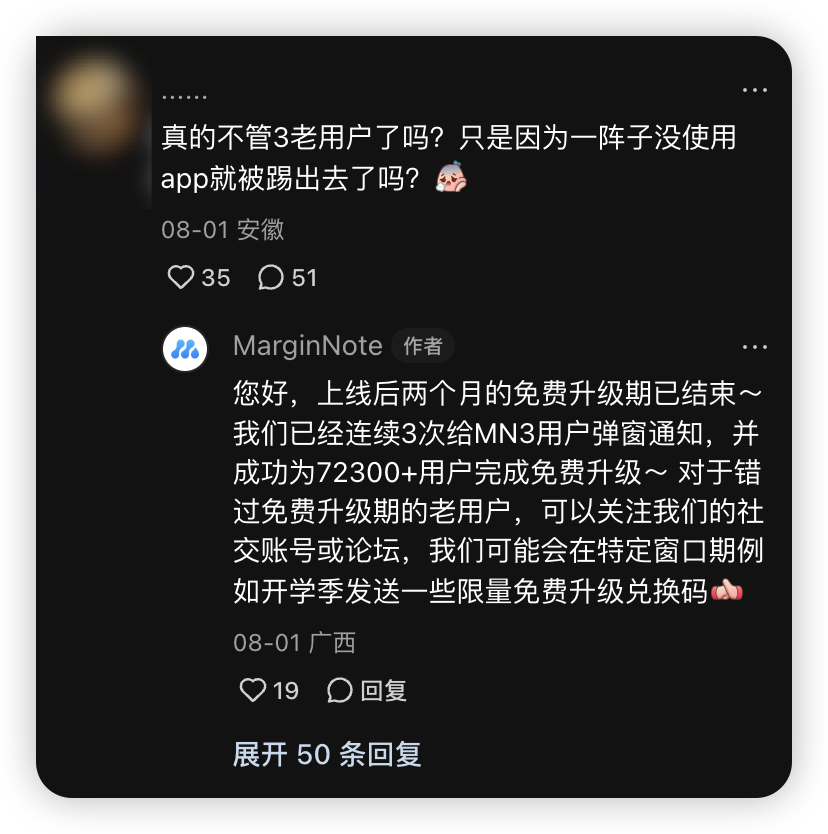 ......
真的不管3老用户了吗？只是因为一阵子没使用
app就被踢出去了吗？
08-01 安徽
35 51
MarginNote 作者
您好，上线后两个月的免费升级期已结束～
我们已经连续3次给MN3用户弹窗通知，并
成功为72300+用户完成免费升级～ 对于错
过免费升级期的老用户，可以关注我们的社
交账号或论坛，我们可能会在特定窗口期例
如开学季发送一些限量免费升级兑换码
08-01 广西
19 回复
展开 50 条回复